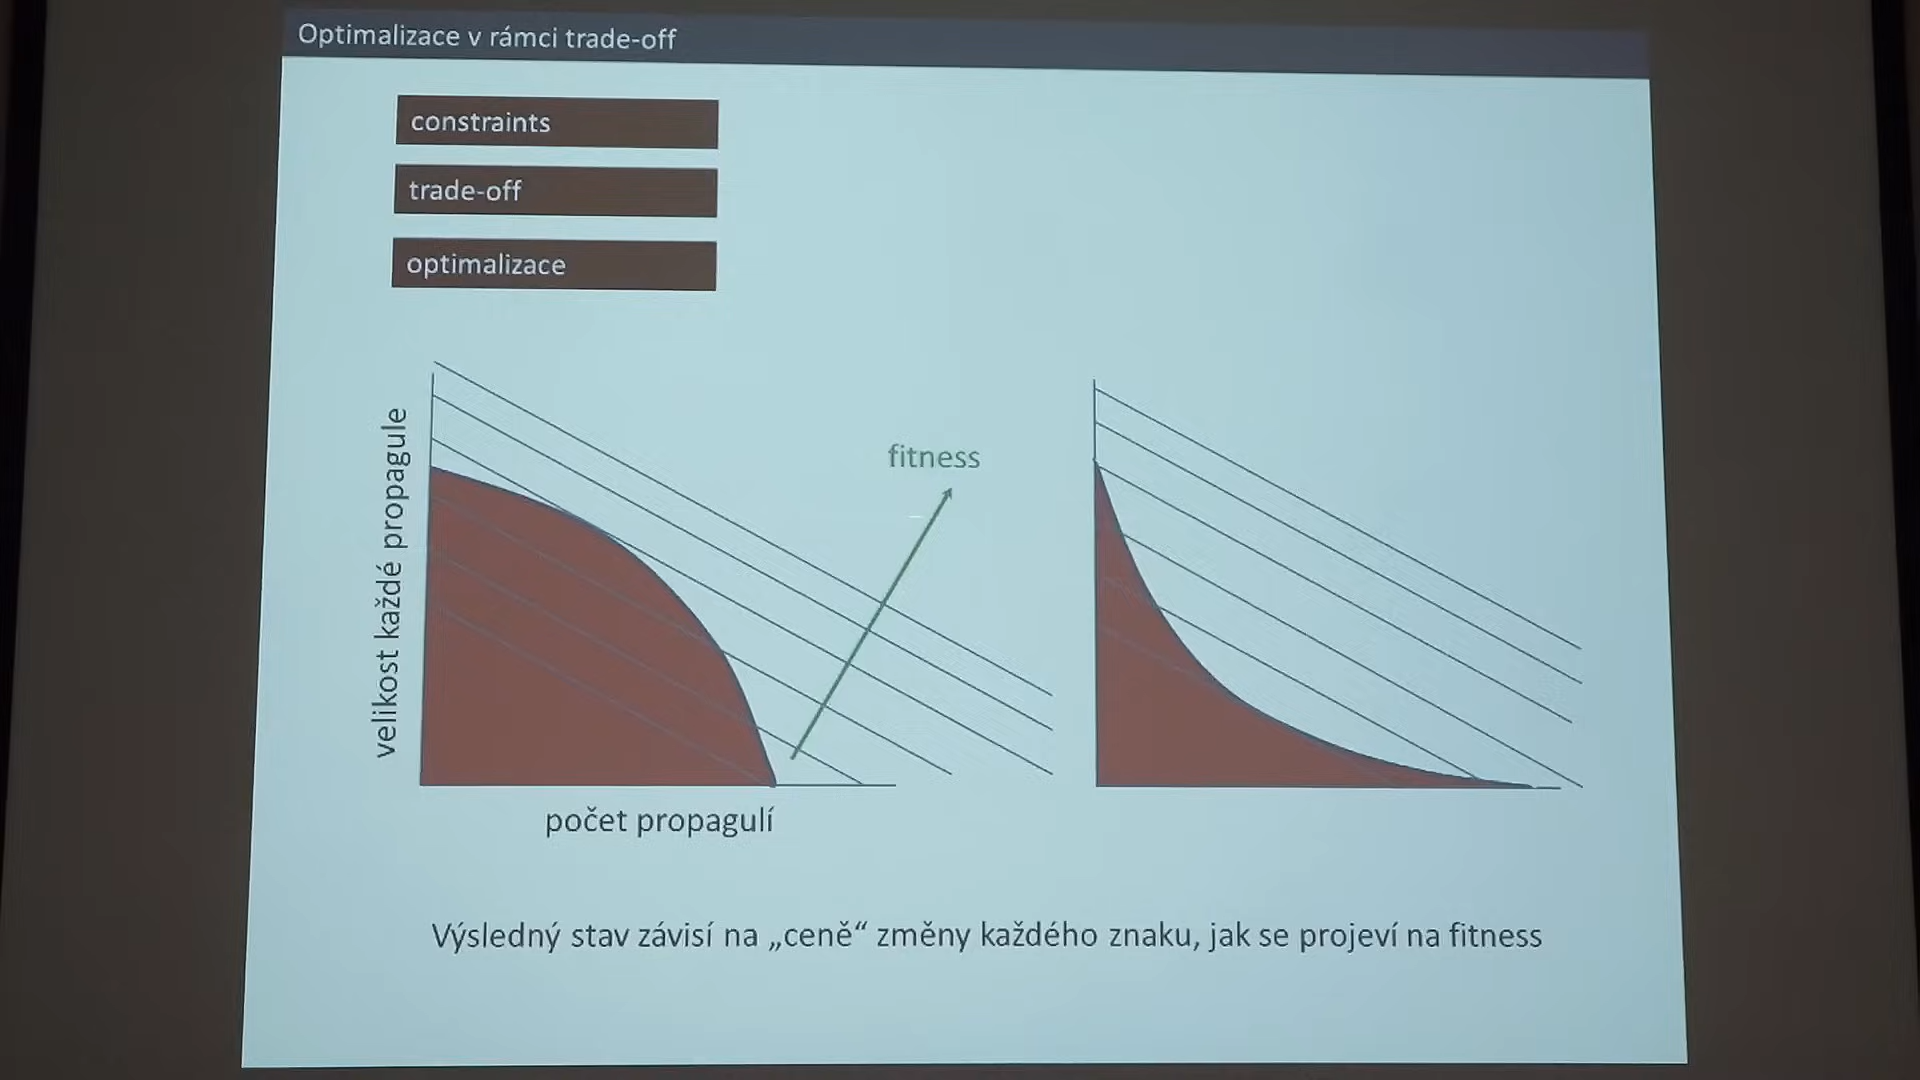 Optimalizace v rámci trade-off
constraints
trade-off
optimalizace
velikost každé propagule
fitness
počet propagulí
Výsledný stav závisí na „ceně“ změny každého znaku, jak se projeví na fitness